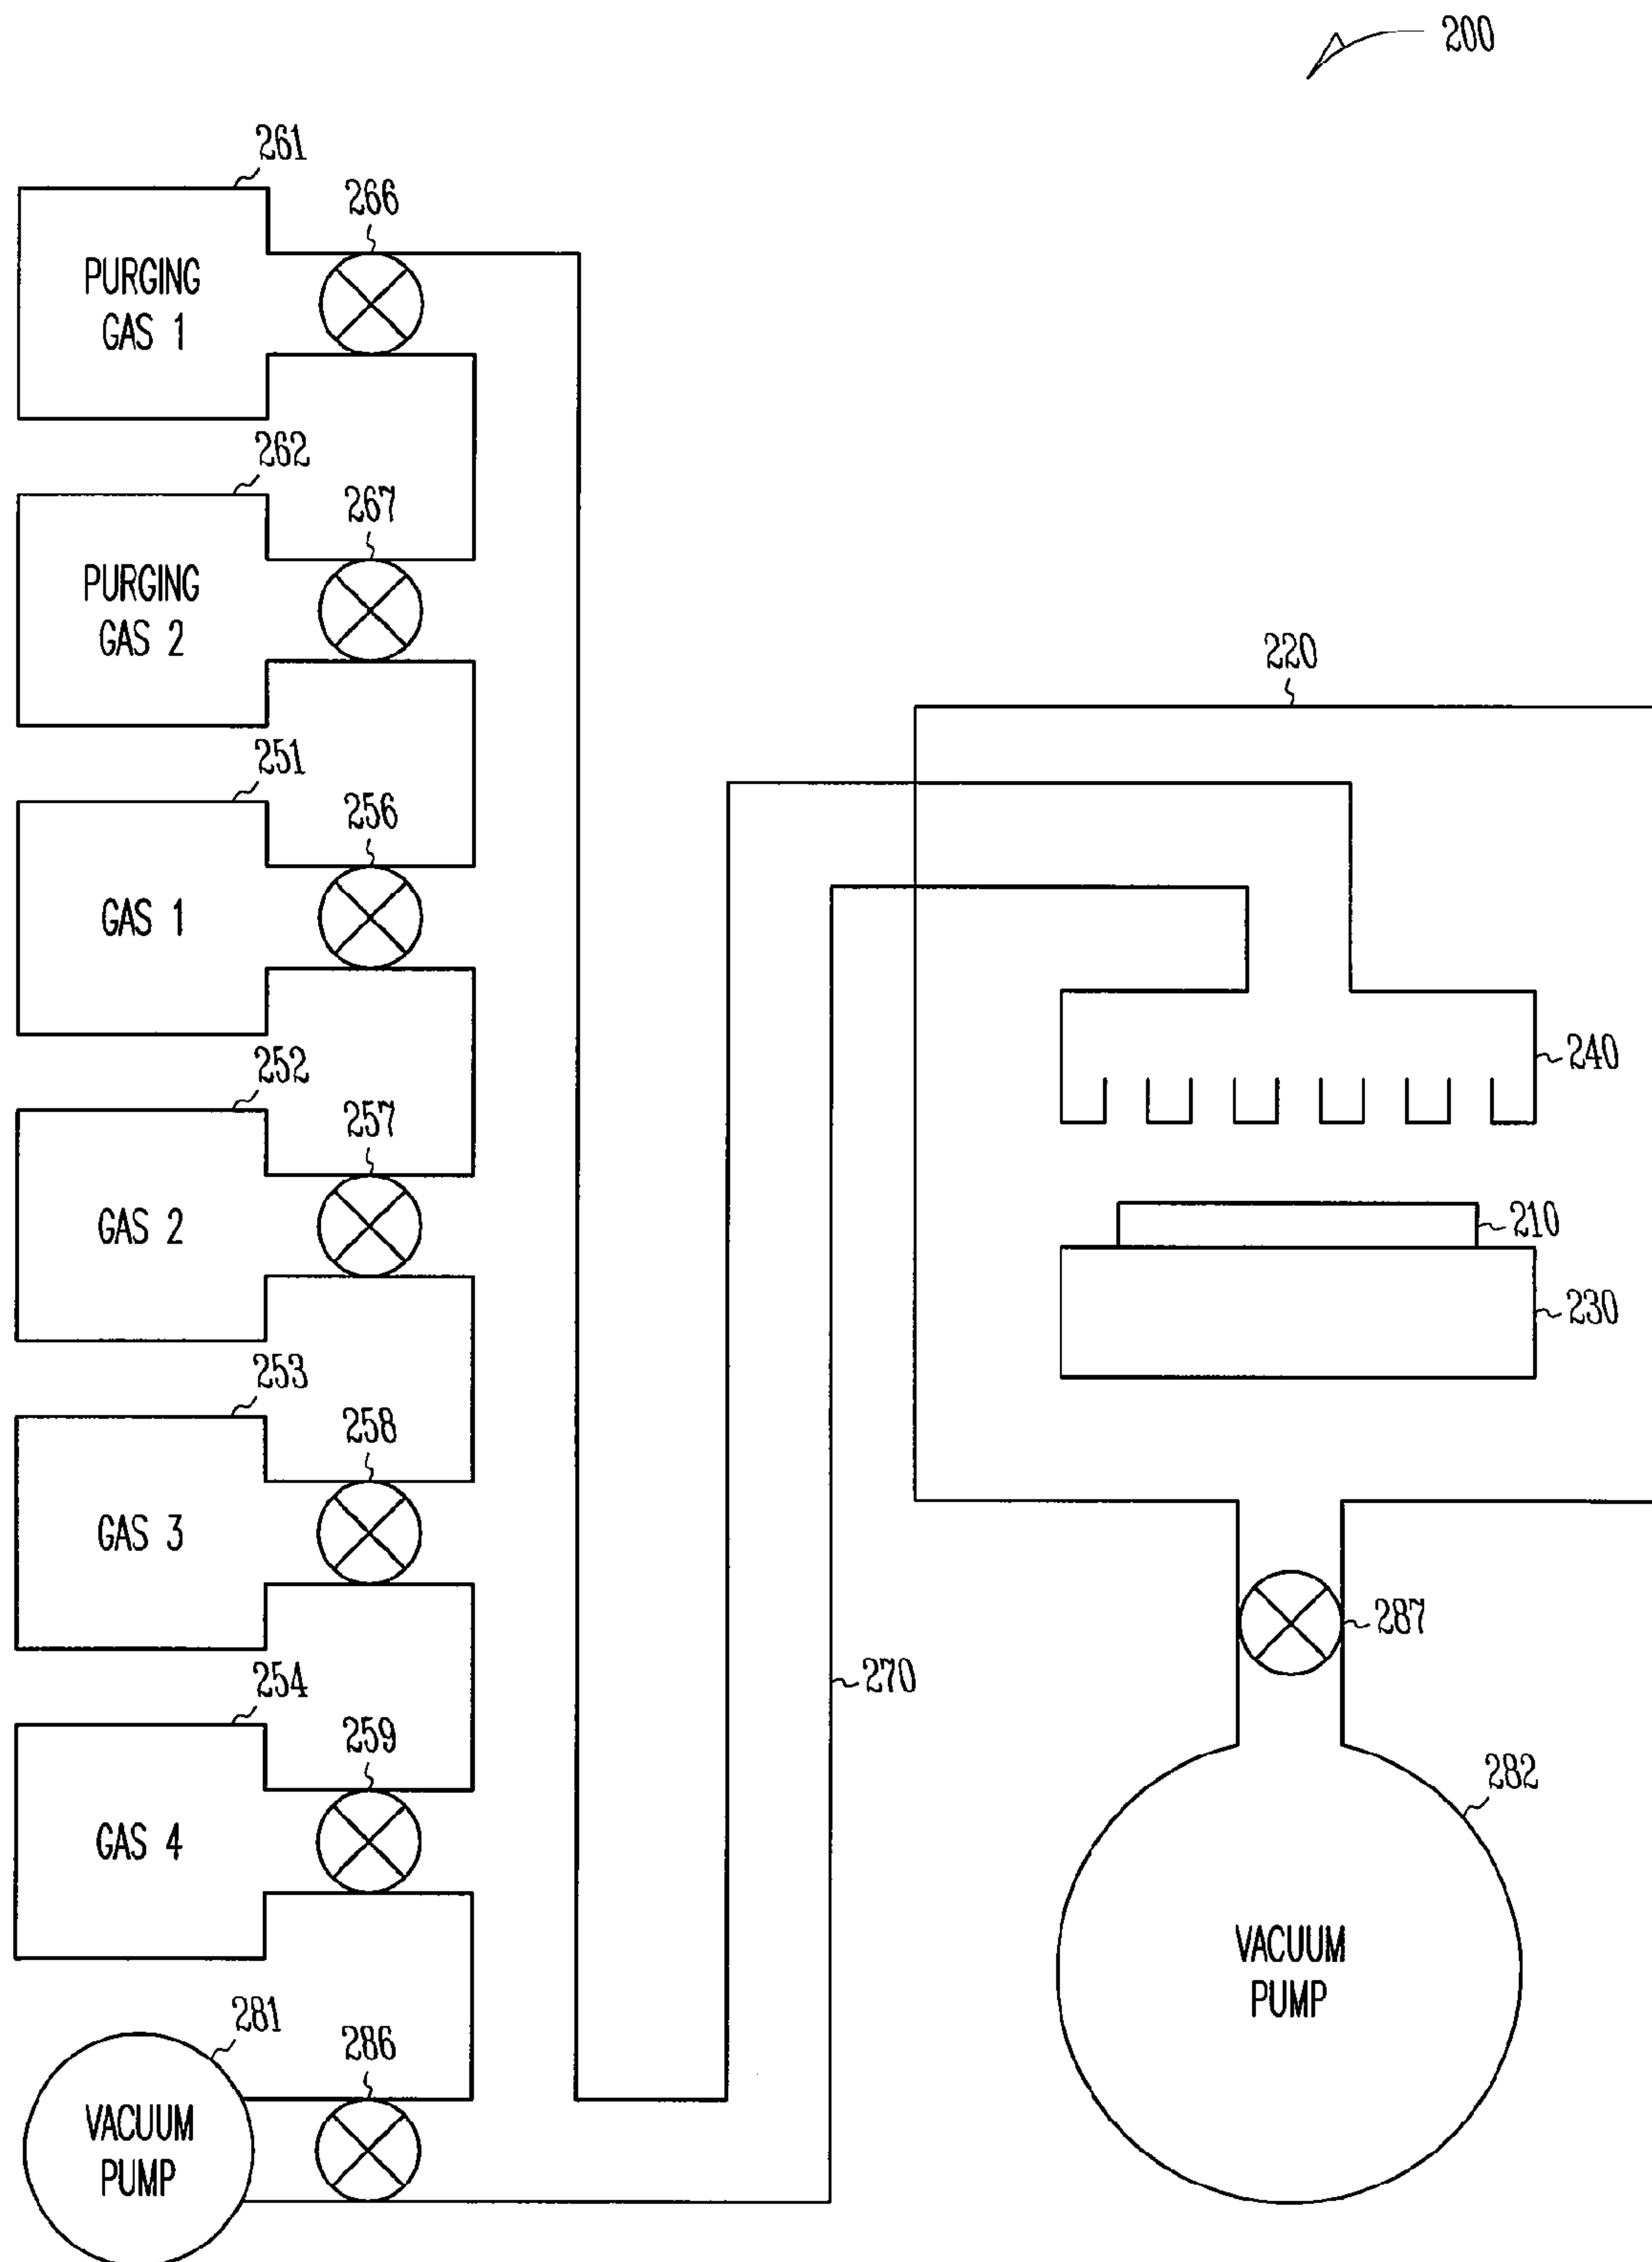 200
261
266
PURGING
GAS 1
262
267
PURGING
GAS 2
220
251
256
GAS 1
240
252
257
GAS 2
210
230
253
258
GAS 3
287
270
254
259
GAS 4
282
VACUUM
PUMP
281
286
VACUUM
PUMP